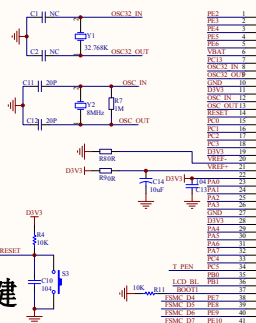 C1 NC OSC32_IN
Y1
32.768K
C2 NC OSC32_OUT
C11 20P OSC_IN
Y2 R7
8MHz 1M
C12 20P OSC_OUT
R8 0R
D3V3 R9 0R
C14 D3V3 104
10uF C13
D3V3
R4
10K
RESET
C10 S3
104
键
10K R11
T_PEN
LCD_BL
BOOT1
FSMC_D4
FSMC_D5
FSMC_D6
FSMC_D7
PE2 1
PE3 2
PE4 3
PE5 4
PE6 5
VBAT 6
PC13 7
OSC32_IN 8
OSC32_OUT 9
GND 10
D3V3 11
OSC_IN 12
OSC_OUT 13
RESET 14
PC0 15
PC1 16
PC2 17
PC3 18
D3V3 19
VREF- 20
VREF+ 21
22
PA0 23
PA1 24
PA2 25
PA3 26
GND 27
D3V3 28
PA4 29
PA5 30
PA6 31
PA7 32
PC4 33
PC5 34
PB0 35
PB1 36
37
PE7 38
PE8 39
PE9 40
PE10 41